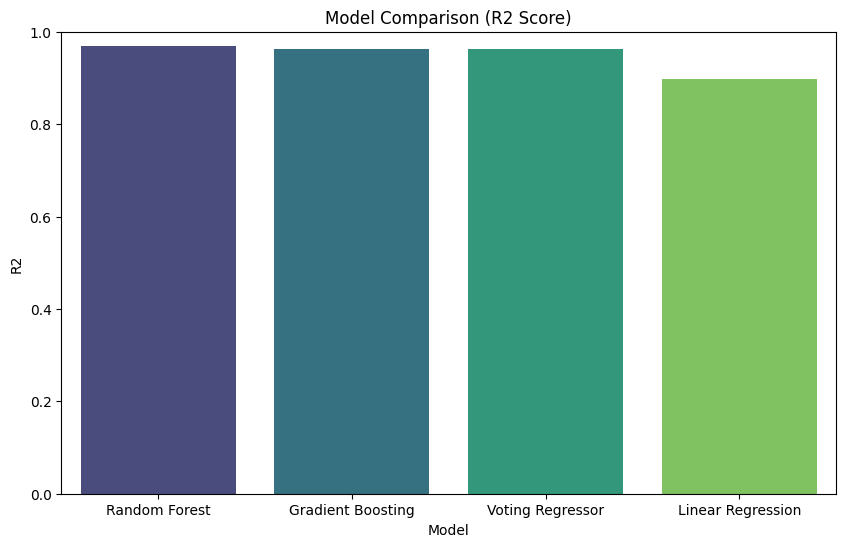 Model Comparison (R2 Score)
R2
1.0
0.8
0.6
0.4
0.2
0.0
Random Forest
Gradient Boosting
Voting Regressor
Linear Regression
Model